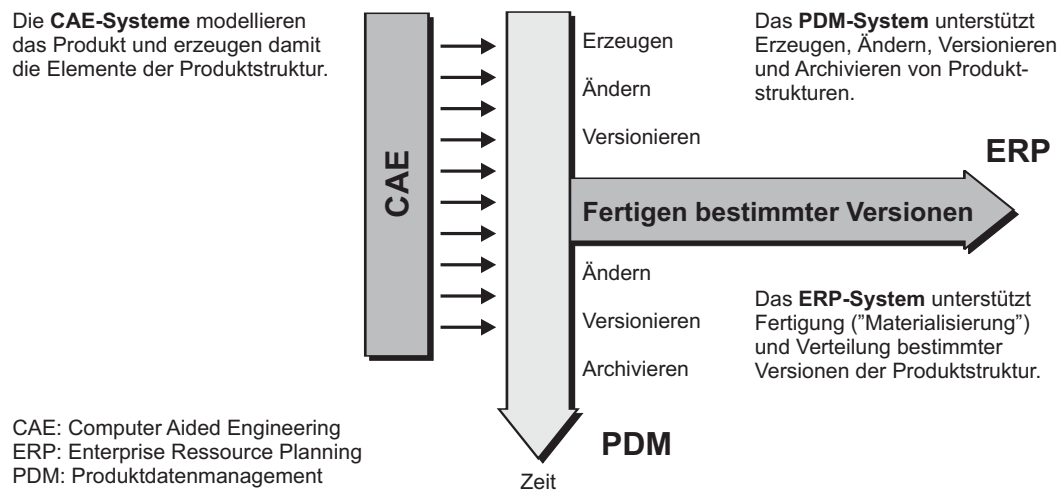 Die CAE-Systeme modellieren
das Produkt und erzeugen damit
die Elemente der Produktstruktur.
CAE
Erzeugen
Ändern
Versionieren
Das PDM-System unterstützt
Erzeugen, Ändern, Versionieren
und Archivieren von Produkt-
strukturen.
ERP
Fertigen bestimmter Versionen
Ändern
Versionieren
Archivieren
Das ERP-System unterstützt
Fertigung ("Materialisierung")
und Verteilung bestimmter
Versionen der Produktstruktur.
CAE: Computer Aided Engineering
ERP: Enterprise Ressource Planning
PDM: Produktdatenmanagement
PDM
Zeit